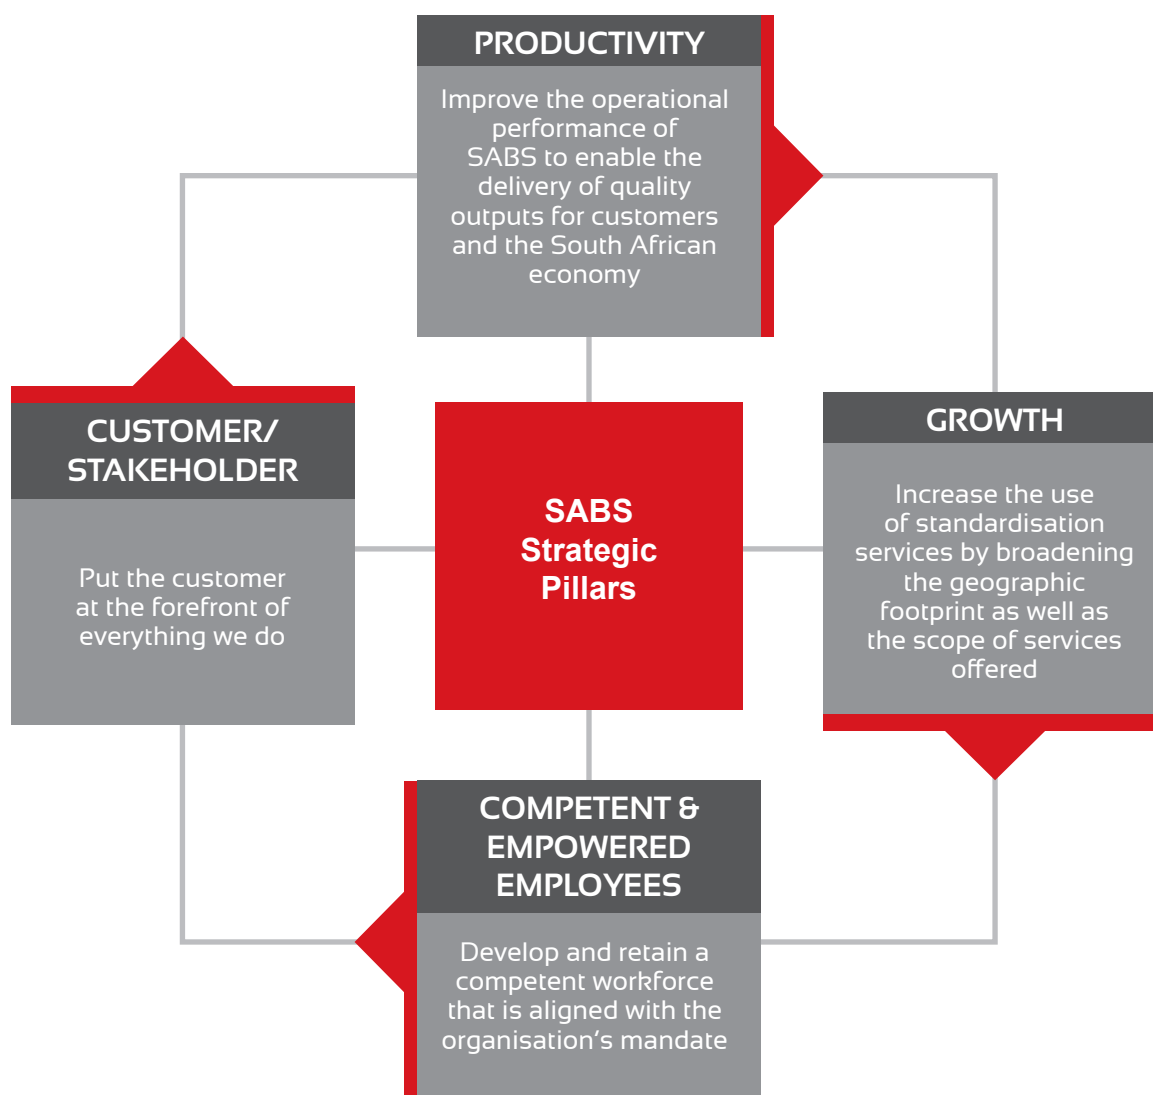 PRODUCTIVITY
Improve the operational
performance of
SABS to enable the
delivery of quality
outputs for customers
and the South African
economy
CUSTOMER/
STAKEHOLDER
Put the customer
at the forefront of
everything we do
SABS
Strategic
Pillars
GROWTH
Increase the use
of standardisation
services by broadening
the geographic
footprint as well as
the scope of services
offered
COMPETENT &
EMPOWERED
EMPLOYEES
Develop and retain a
competent workforce
that is aligned with the
organisation's mandate